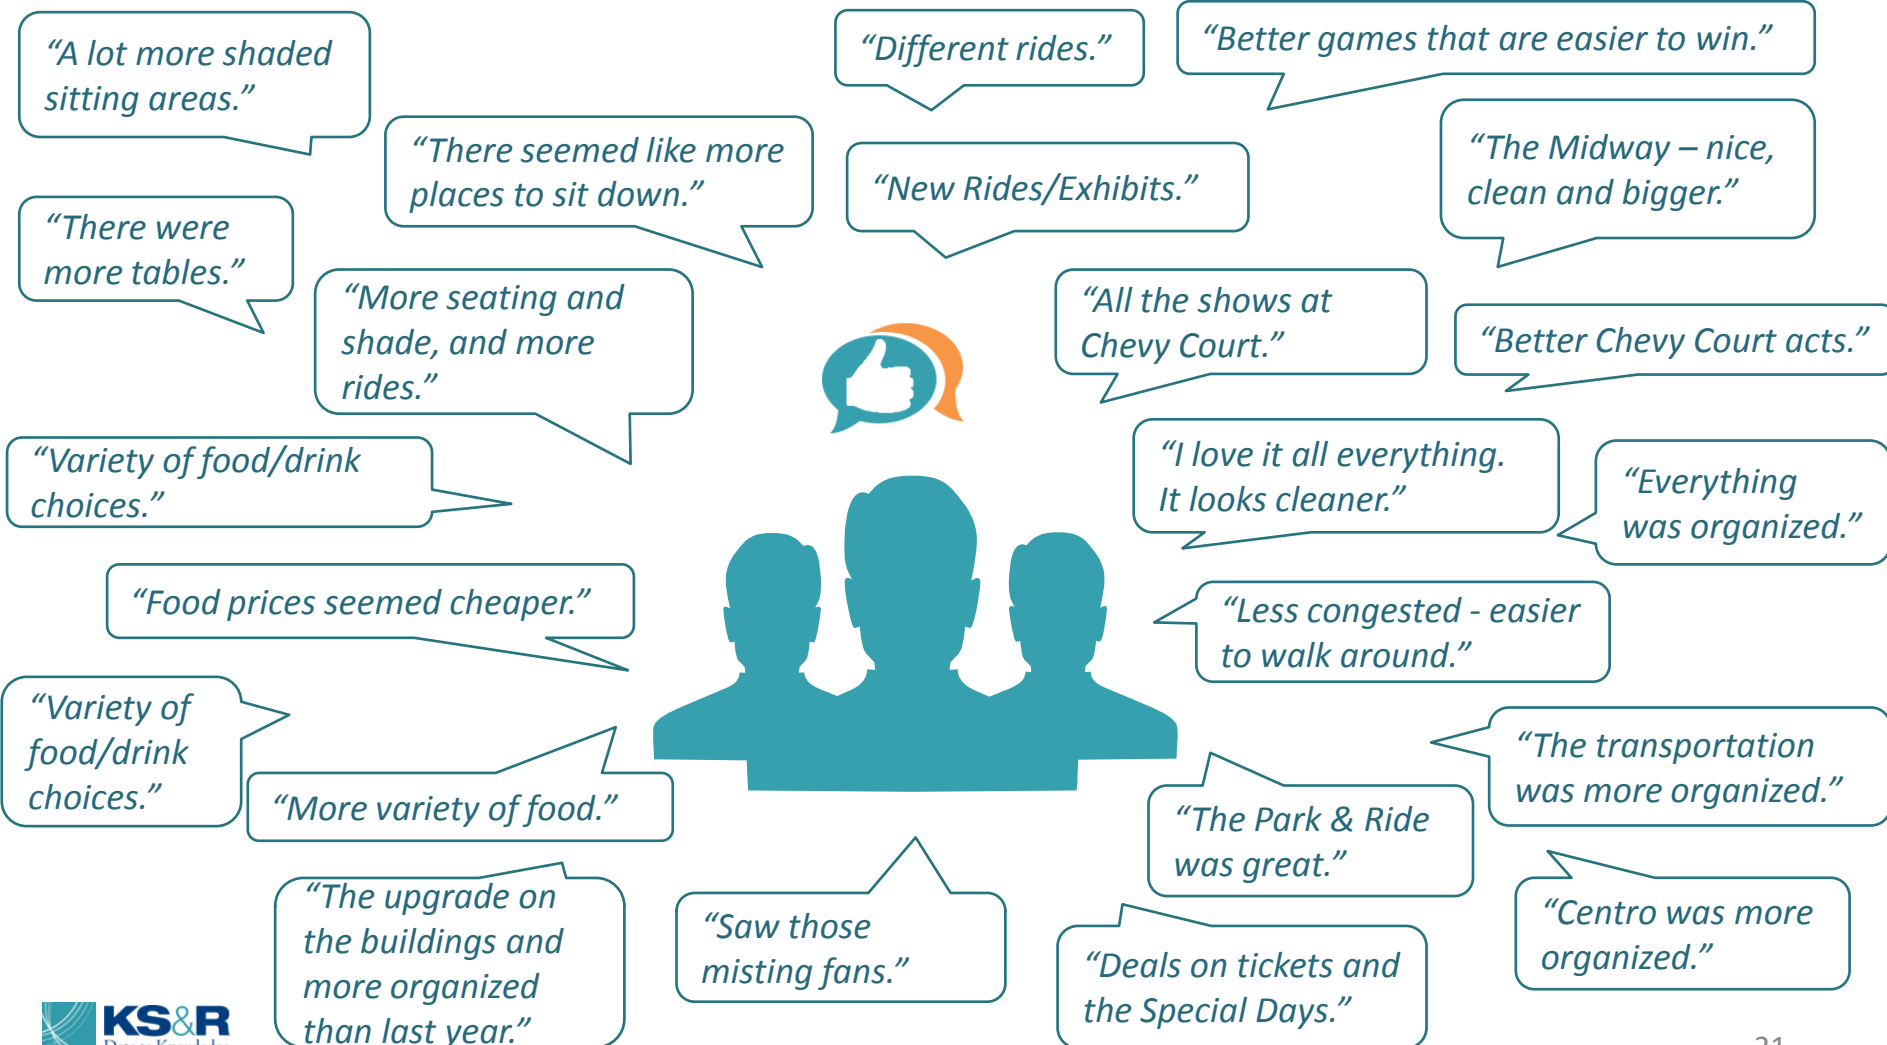 “A lot more shaded
sitting areas.”
“Different rides.”
“Better games that are easier to win.”
“There seemed like more
places to sit down.”
“New Rides/Exhibits.”
“The Midway – nice,
clean and bigger.”
“There were
more tables.”
“More seating and
shade, and more
rides.”
“All the shows at
Chevy Court.”
“Better Chevy Court acts.”
“Variety of food/drink
choices.”
“I love it all everything.
It looks cleaner.”
“Everything
was organized.”
“Food prices seemed cheaper.”
“Less congested - easier
to walk around.”
“Variety of
food/drink
choices.”
“More variety of food.”
“The transportation
was more organized.”
“The Park & Ride
was great.”
“The upgrade on
the buildings and
more organized
than last year.”
“Saw those
misting fans.”
“Deals on tickets and
the Special Days.”
“Centro was more
organized.”
KS&R